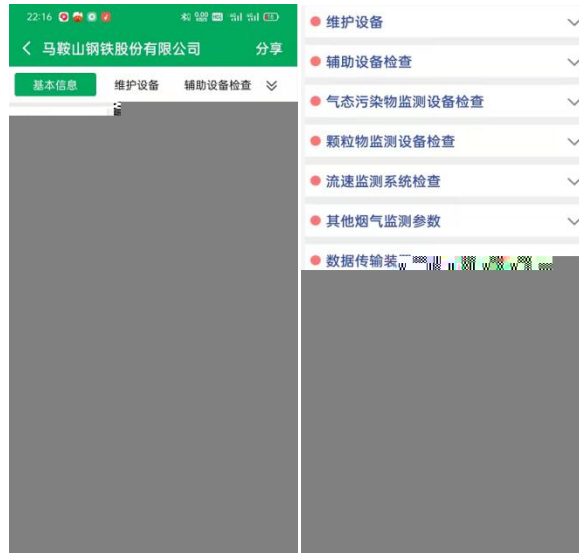 22:16
马鞍山钢铁股份有限公司
分享
基本信息 维护设备 辅助设备检查
维护设备
辅助设备检查
气态污染物监测设备检查
颗粒物监测设备检查
流速监测系统检查
其他烟气监测参数
数据传输装